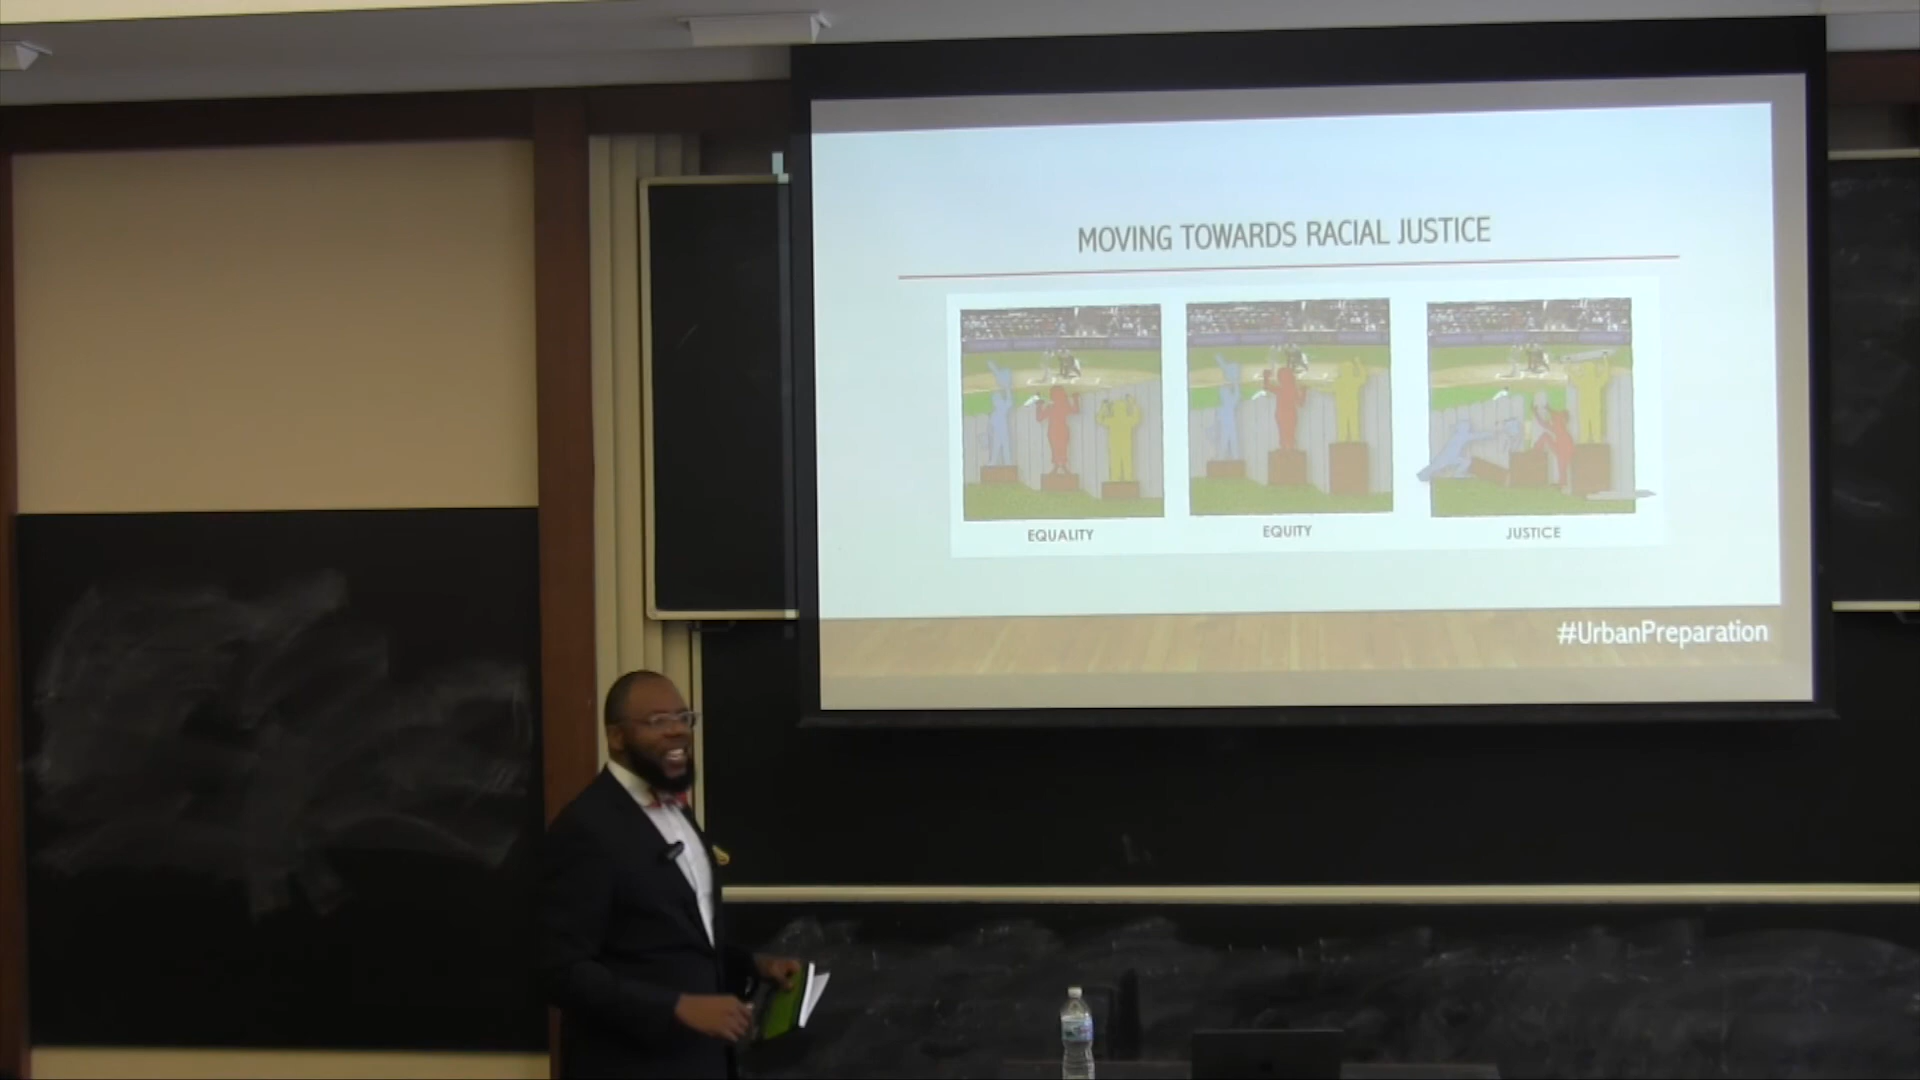 MOVING TOWARDS RACIAL JUSTICE
EQUALITY
EQUITY
JUSTICE
#UrbanPreparation